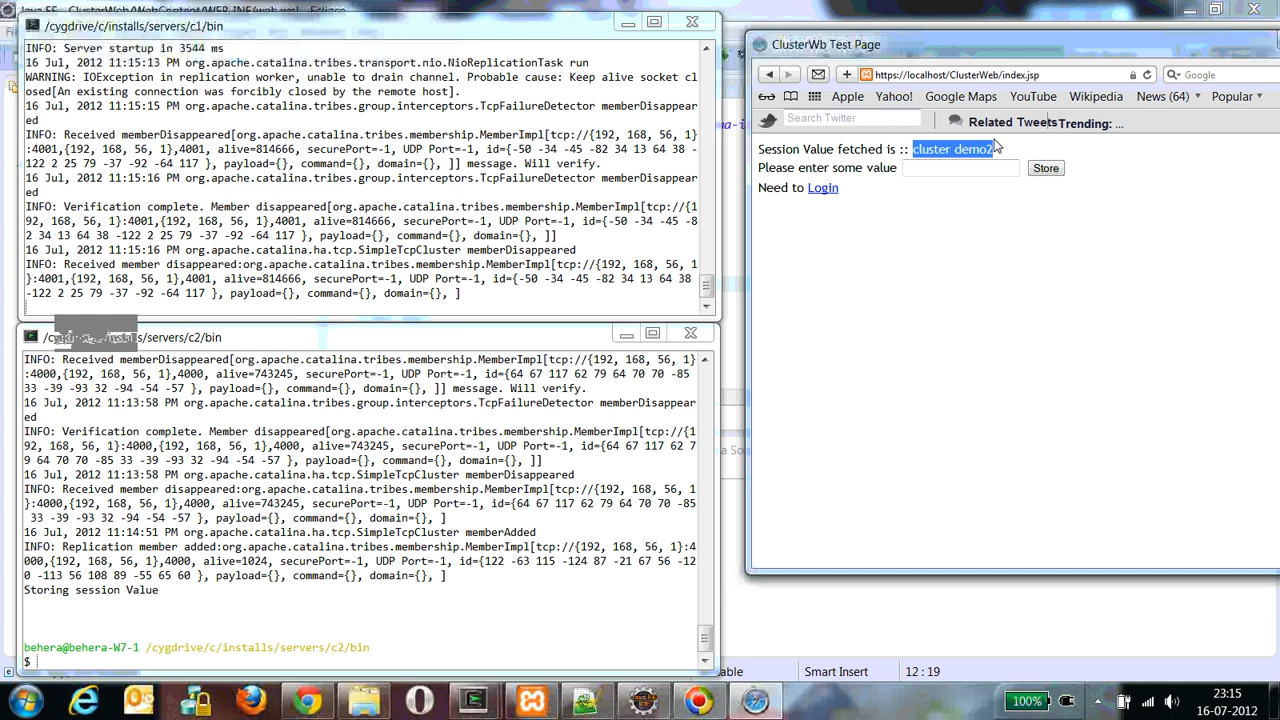 /cygdrive/c/installs/servers/c1/bin
INFO: Server startup in 3544 ms
16 Jul, 2012 11:15:13 PM org.apache.catalina.tribes.transport.nio.NioReplicationTask run
WARNING: IOException in replication worker, unable to drain channel. Probable cause: Keep alive socket cl
osed[An existing connection was forcibly closed by the remote host].
16 Jul, 2012 11:15:16 PM org.apache.catalina.tribes.group.interceptors.TcpFailureDetector memberDisappear
ed
INFO: Received memberDisappeared[org.apache.catalina.tribes.membership.MemberImpl[tcp://{192, 168, 56, 1}
:4001,{192, 168, 56, 1},4001, alive=814666, securePort=-1, UDP Port=-1, id={-50 -34 -45 -82 34 13 64 38 -
122 2 25 79 -37 -92 -64 117 }, payload={}, command={}, domain={}, ]] message. Will verify.
16 Jul, 2012 11:15:16 PM org.apache.catalina.tribes.group.interceptors.TcpFailureDetector memberDisappear
ed
INFO: Verification complete. Member disappeared[org.apache.catalina.tribes.membership.MemberImpl[tcp://{1
92, 168, 56, 1}:4001,{192, 168, 56, 1},4001, alive=814666, securePort=-1, UDP Port=-1, id={-50 -34 -45 -8
2 34 13 64 38 -122 2 25 79 -37 -92 -64 117 }, payload={}, command={}, domain={}, ]]
16 Jul, 2012 11:15:16 PM org.apache.catalina.ha.tcp.SimpleTcpCluster memberDisappeared
INFO: Received member disappeared:org.apache.catalina.tribes.membership.MemberImpl[tcp://{192, 168, 56, 1
}:4001,{192, 168, 56, 1},4001, alive=814666, securePort=-1, UDP Port=-1, id={-50 -34 -45 -82 34 13 64 38
-122 2 25 79 -37 -92 -64 117 }, payload={}, command={}, domain={}, ]
installs/servers/c2/bin
INFO: Received memberDisappeared[org.apache.catalina.tribes.membership.MemberImpl[tcp://{192, 168, 56, 1}
:4000,{192, 168, 56, 1},4000, alive=743245, securePort=-1, UDP Port=-1, id={64 67 117 62 79 64 70 70 -85
33 -39 -93 32 -94 -54 -57 }, payload={}, command={}, domain={}, ]] message. Will verify.
16 Jul, 2012 11:13:58 PM org.apache.catalina.tribes.group.interceptors.TcpFailureDetector memberDisappear
ed
INFO: Verification complete. Member disappeared[org.apache.catalina.tribes.membership.MemberImpl[tcp://{1
92, 168, 56, 1}:4000,{192, 168, 56, 1},4000, alive=743245, securePort=-1, UDP Port=-1, id={64 67 117 62 7
9 64 70 70 -85 33 -39 -93 32 -94 -54 -57 }, payload={}, command={}, domain={}, ]]
16 Jul, 2012 11:13:58 PM org.apache.catalina.ha.tcp.SimpleTcpCluster memberDisappeared
INFO: Received member disappeared:org.apache.catalina.tribes.membership.MemberImpl[tcp://{192, 168, 56, 1
}:4000,{192, 168, 56, 1},4000, alive=743245, securePort=-1, UDP Port=-1, id={64 67 117 62 79 64 70 70 -85
33 -39 -93 32 -94 -54 -57 }, payload={}, command={}, domain={}, ]
16 Jul, 2012 11:14:51 PM org.apache.catalina.ha.tcp.SimpleTcpCluster memberAdded
INFO: Replication member added:org.apache.catalina.tribes.membership.MemberImpl[tcp://{192, 168, 56, 1}:4
000,{192, 168, 56, 1},4000, alive=1024, securePort=-1, UDP Port=-1, id={122 -63 115 -124 87 -21 67 56 -12
0 -113 56 108 89 -55 65 60 }, payload={}, command={}, domain={}, ]
Storing session Value
behera@behera-W7-1 /cygdrive/c/installs/servers/c2/bin
$
ClusterWb Test Page
https://localhost/ClusterWeb/index.jsp
Google
Apple Yahoo! Google Maps YouTube Wikipedia News (64) Popular
Search Twitter Related Tweets Trending: ...
Session Value fetched is :: cluster demo2
Please enter some value Store
Need to Login
Smart Insert 12 : 19
100%
23:15
16-07-2012